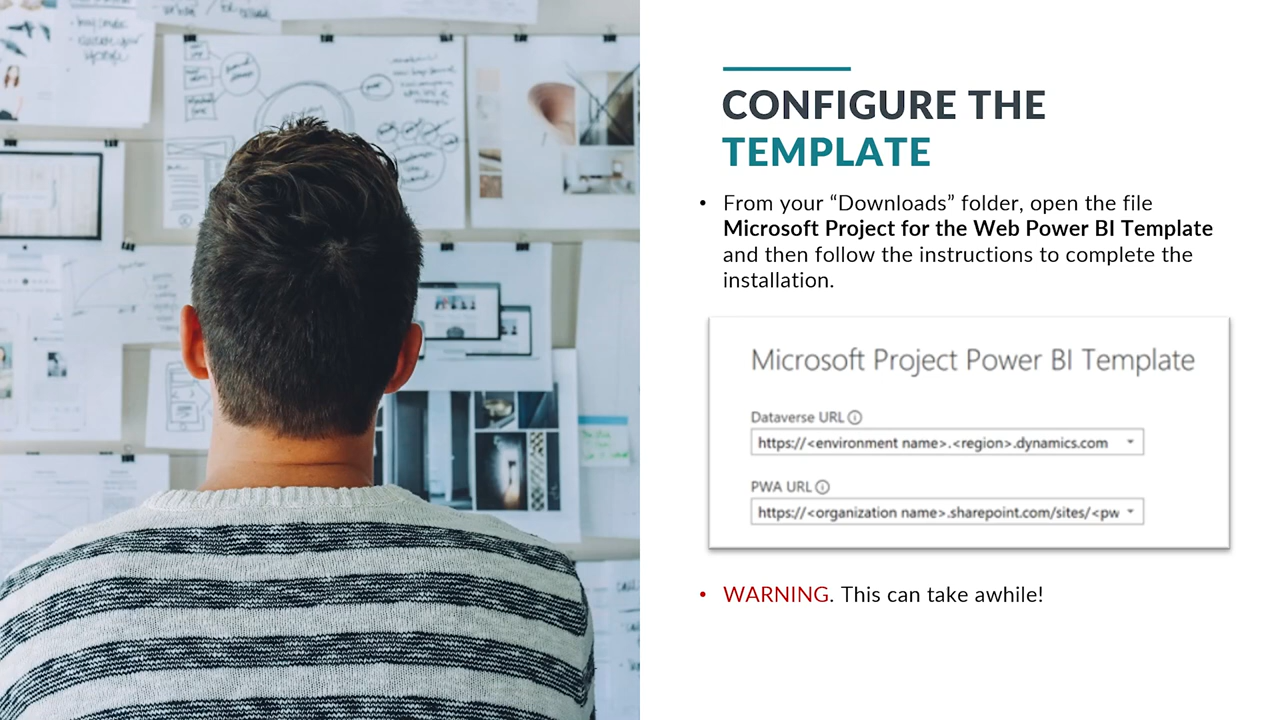 CONFIGURE THE
TEMPLATE
• From your “Downloads” folder, open the file
Microsoft Project for the Web Power BI Template
and then follow the instructions to complete the
installation.
Microsoft Project Power BI Template
Dataverse URL
https://<environment name>.<region>.dynamics.com
PWA URL
https://<organization name>.sharepoint.com/sites/<pw
• WARNING. This can take awhile!